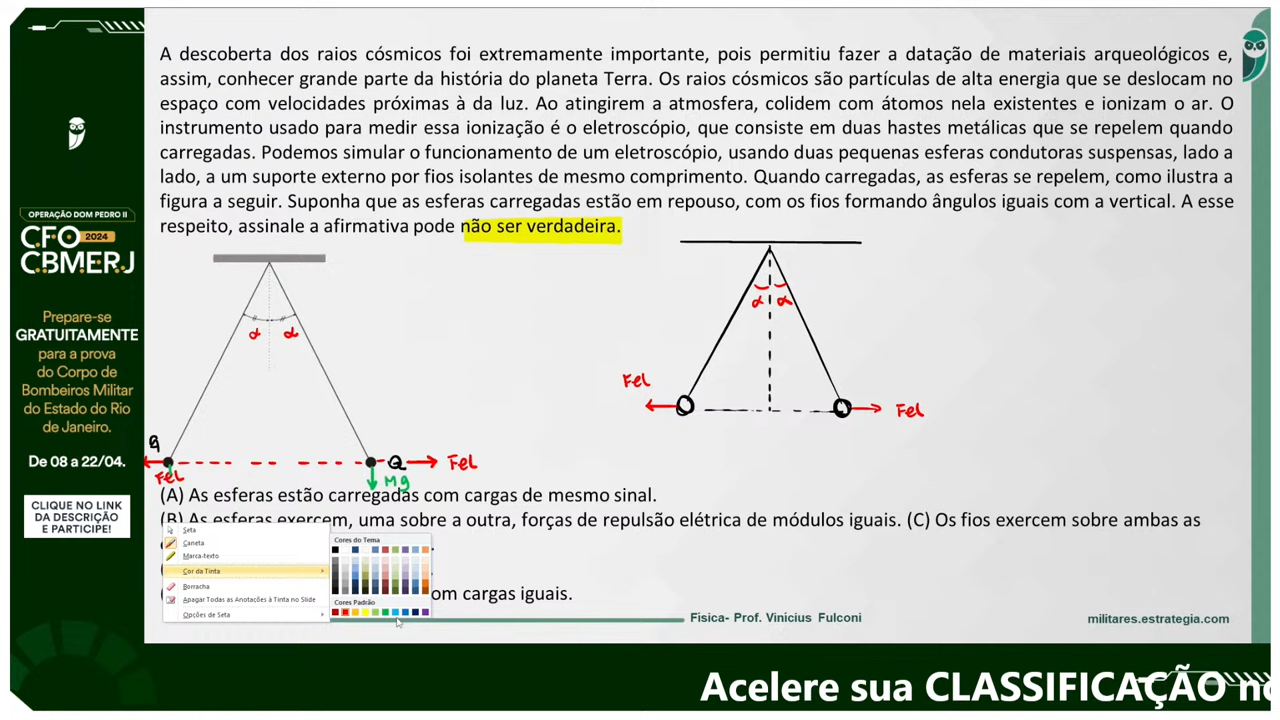 A descoberta dos raios cósmicos foi extremamente importante, pois permitiu fazer a datação de materiais arqueológicos e,
assim, conhecer grande parte da história do planeta Terra. Os raios cósmicos são partículas de alta energia que se deslocam no
espaço com velocidades próximas à da luz. Ao atingirem a atmosfera, colidem com átomos nela existentes e ionizam o ar. O
instrumento usado para medir essa ionização é o eletroscópio, que consiste em duas hastes metálicas que se repelem quando
carregadas. Podemos simular o funcionamento de um eletroscópio, usando duas pequenas esferas condutoras suspensas, lado a
lado, a um suporte externo por fios isolantes de mesmo comprimento. Quando carregadas, as esferas se repelem, como ilustra a
figura a seguir. Suponha que as esferas carregadas estão em repouso, com os fios formando ângulos iguais com a vertical. A esse
respeito, assinale a afirmativa pode não ser verdadeira.
OPERAÇÃO DOM PEDRO II
CFO 2024
CBMERJ
Prepare-se
GRATUITAMENTE
para a prova
do Corpo de
Bombeiros Militar
do Estado do Rio
de Janeiro.
De 08 a 22/04.
CLIQUE NO LINK
DA DESCRIÇÃO
E PARTICIPE!
α α
α α
Fel
Fel
q
Q Fel
Fel
Mg
(A) As esferas estão carregadas com cargas de mesmo sinal.
(B) As esferas exercem, uma sobre a outra, forças de repulsão elétrica de módulos iguais. (C) Os fios exercem sobre ambas as
om cargas iguais.
Seta
Caneta
Marca-texto
Cor da Tinta
Borracha
Apagar Todas as Anotações à Tinta no Slide
Opções de Seta
Cores do Tema
Cores Padrão
Fisica- Prof. Vinicius Fulconi
militares.estrategia.com
Acelere sua CLASSIFICAÇÃO no